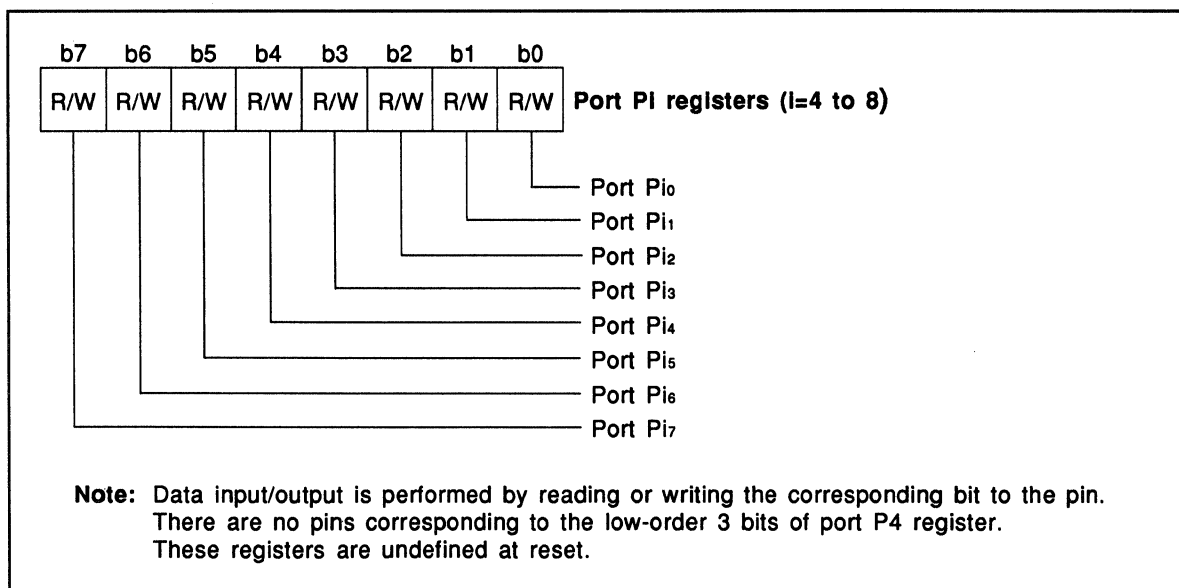 b7 b6 b5 b4 b3 b2 b1 b0
R/W R/W R/W R/W R/W R/W R/W R/W Port Pi registers (i=4 to 8)
Port Pi0
Port Pi1
Port Pi2
Port Pi3
Port Pi4
Port Pi5
Port Pi6
Port Pi7
Note: Data input/output is performed by reading or writing the corresponding bit to the pin.
There are no pins corresponding to the low-order 3 bits of port P4 register.
These registers are undefined at reset.